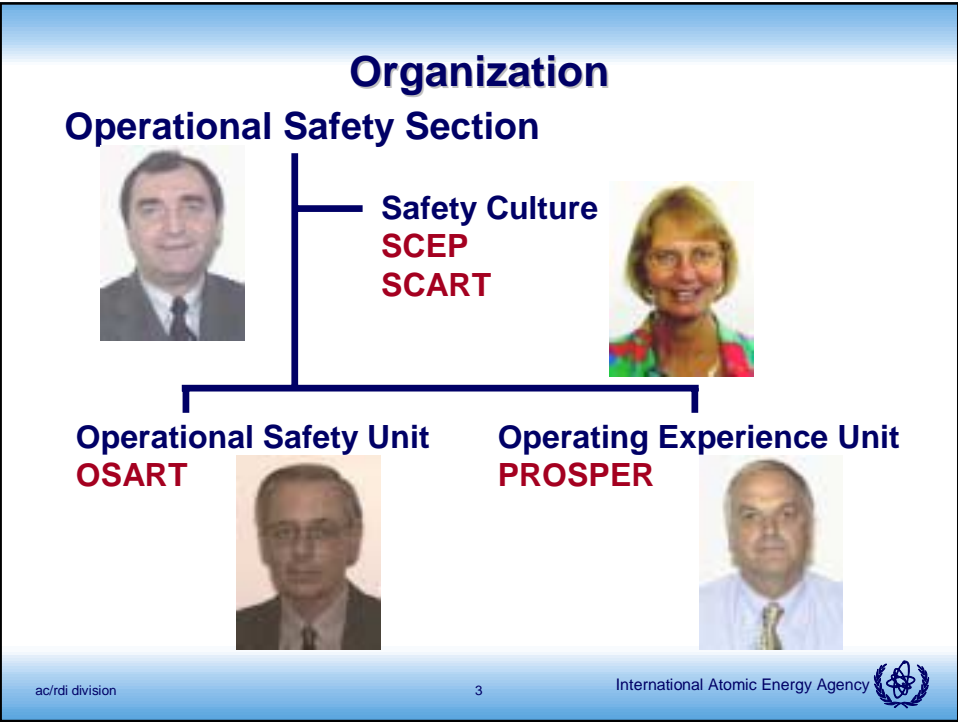 Organization
Operational Safety Section
Safety Culture
SCEP
SCART
Operational Safety Unit
OSART
Operating Experience Unit
PROSPER
ac/rdi division
3
International Atomic Energy Agency